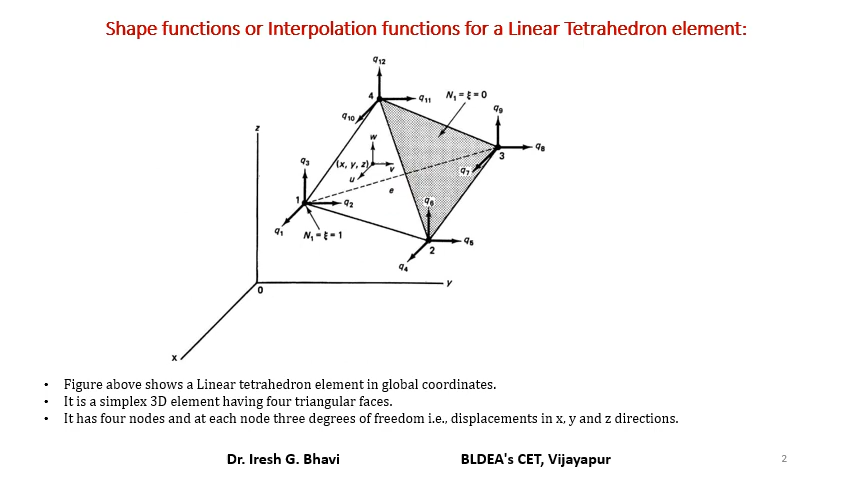 Shape functions or Interpolation functions for a Linear Tetrahedron element:
q₁₂
4
q₁₁
N₁ = ξ = 0
q₉
q₁₀
z
w
3
q₈
q₃
(x, y, z)
v
u
q₇
e
1
q₂
q₆
q₁
N₁ = ξ = 1
q₅
2
q₄
0
y
x
• Figure above shows a Linear tetrahedron element in global coordinates.
• It is a simplex 3D element having four triangular faces.
• It has four nodes and at each node three degrees of freedom i.e., displacements in x, y and z directions.
Dr. Iresh G. Bhavi BLDEA's CET, Vijayapur 2